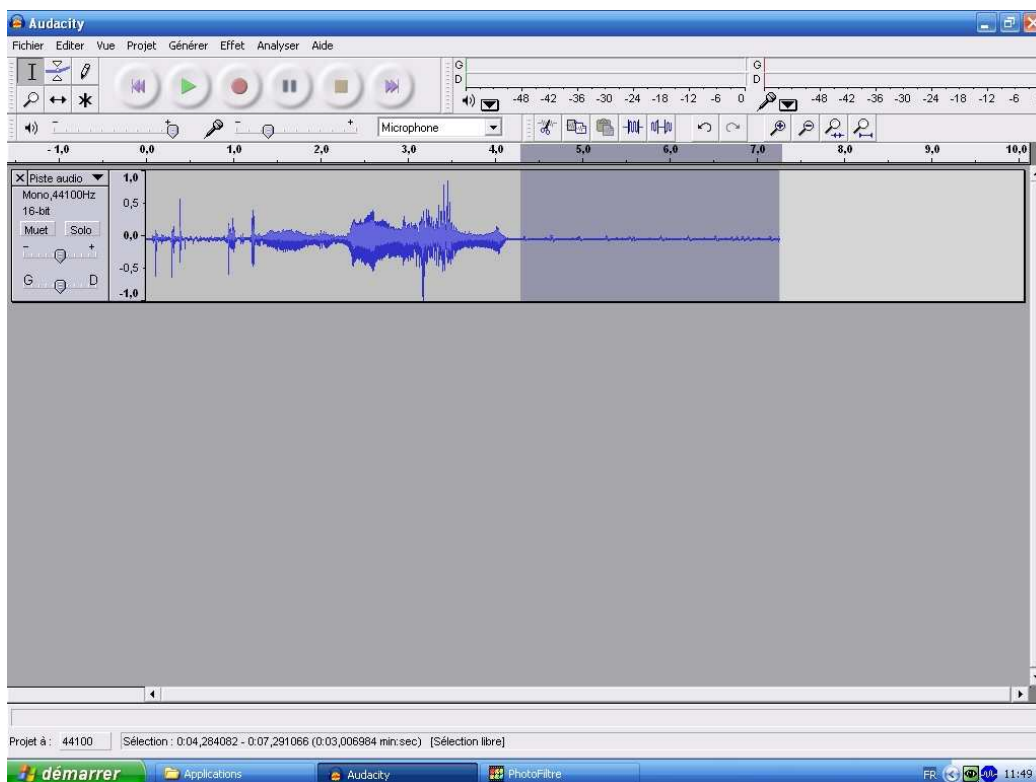 Audacity
Fichier Editer Vue Projet Générer Effet Analyser Aide
G
D
-48 -42 -36 -30 -24 -18 -12 -6 0
G
D
-48 -42 -36 -30 -24 -18 -12 -6
- + - + Microphone
-1,0 0,0 1,0 2,0 3,0 4,0 5,0 6,0 7,0 8,0 9,0 10,0
Piste audio
Mono,44100Hz
16-bit
Muet Solo
- +
G D
1,0
0,5
0,0
-0,5
-1,0
Projet à : 44100 Sélection : 0:04,284082 - 0:07,291066 (0:03,006984 min:sec) [Sélection libre]
démarrer Applications Audacity PhotoFiltre FR 11:49